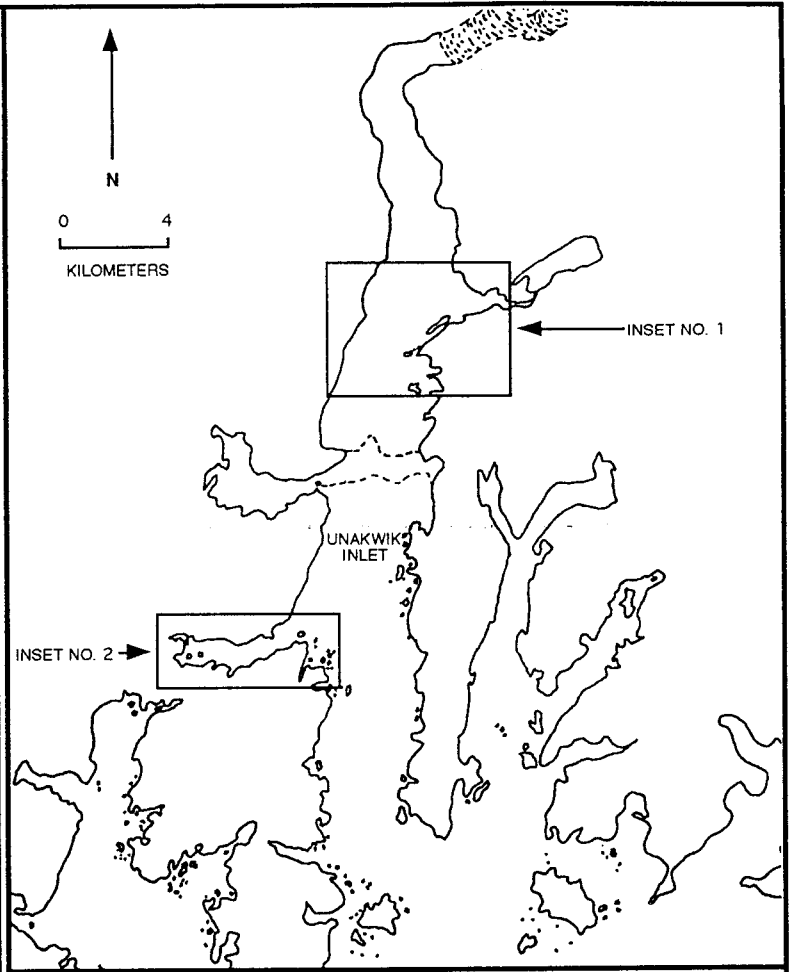 N
0 4
KILOMETERS
INSET NO. 1
UNAKWIK
INLET
INSET NO. 2